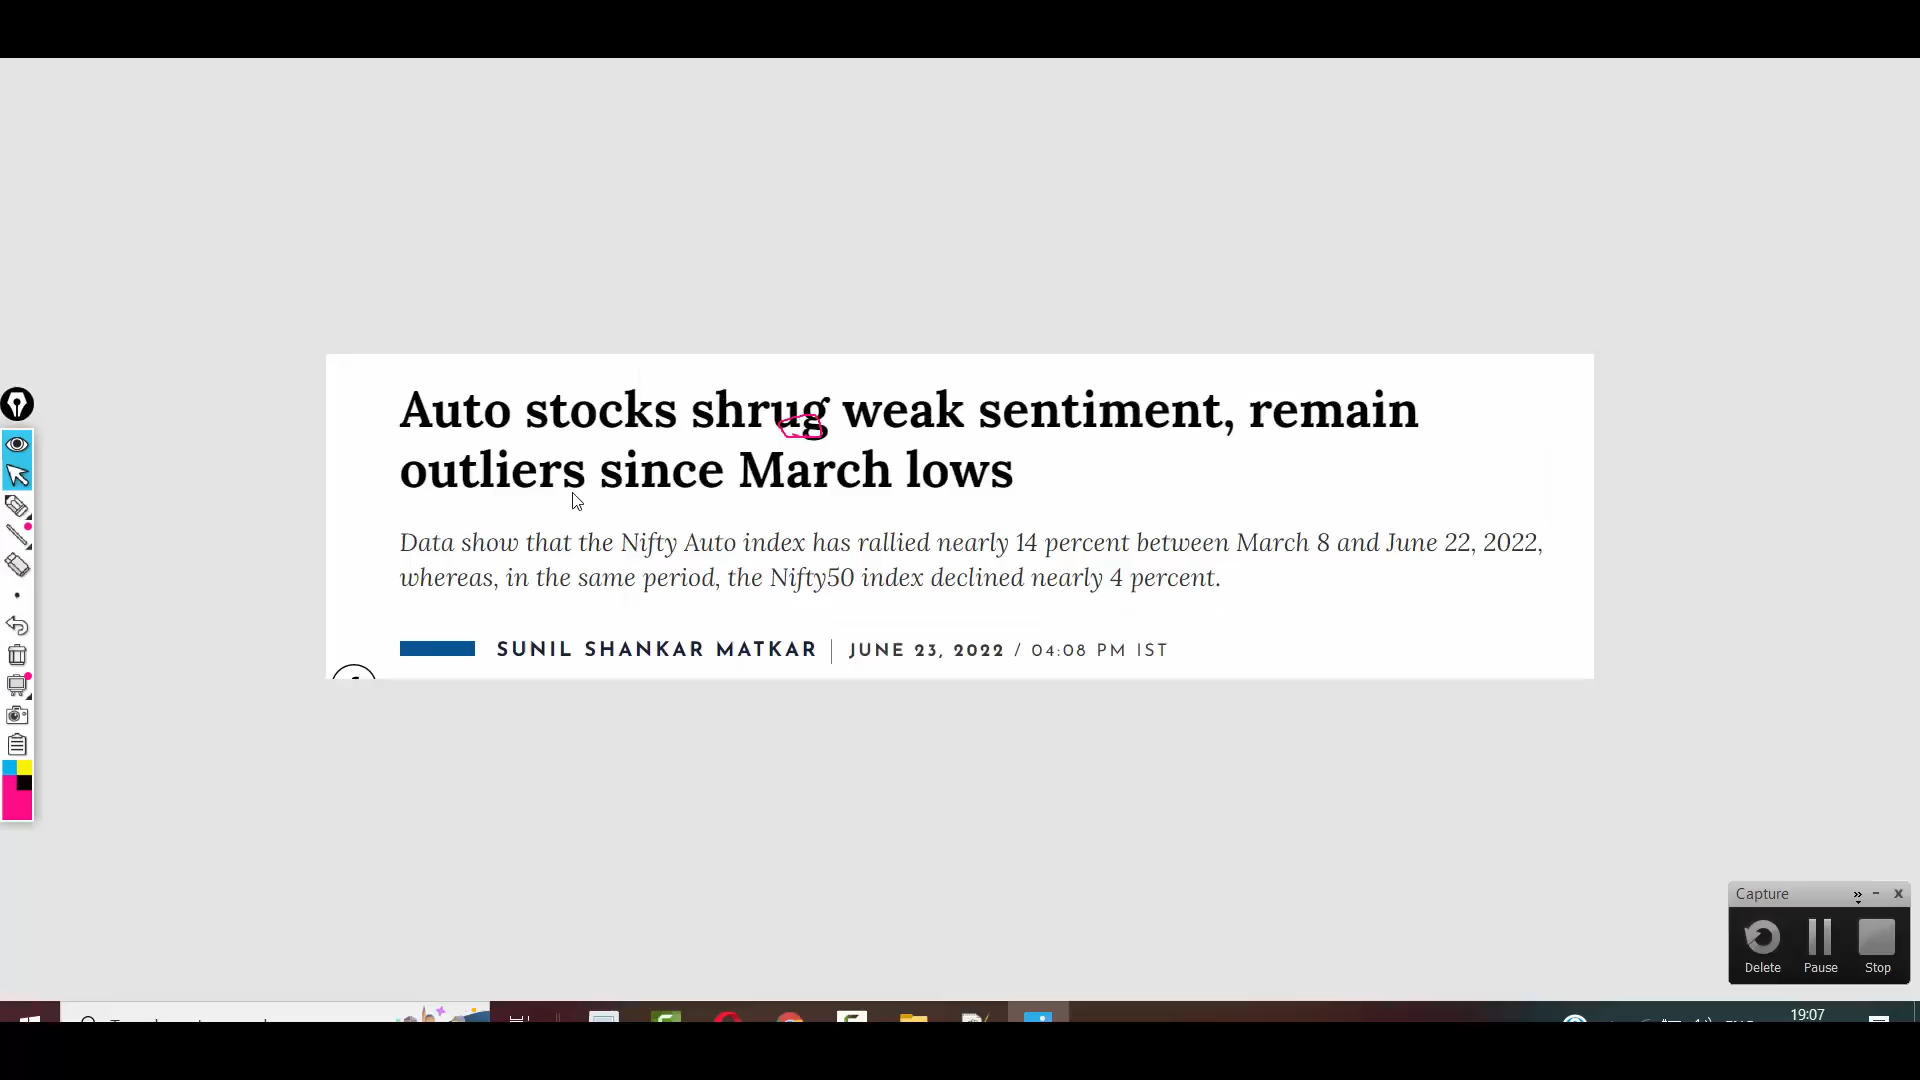 Auto stocks shrug weak sentiment, remain
outliers since March lows
Data show that the Nifty Auto index has rallied nearly 14 percent between March 8 and June 22, 2022,
whereas, in the same period, the Nifty50 index declined nearly 4 percent.
SUNIL SHANKAR MATKAR | JUNE 23, 2022 / 04:08 PM IST
Capture
Delete Pause Stop
19:07